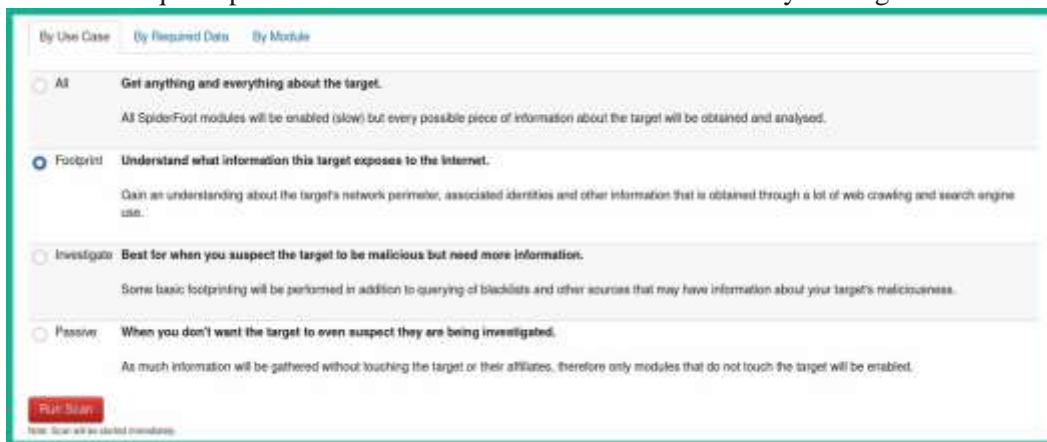 By Use Case By Required Data By Module
All Get anything and everything about the target.
All SpiderFoot modules will be enabled (slow) but every possible piece of information about the target will be obtained and analysed.
Footprint Understand what information this target exposes to the Internet.
Gain an understanding about the target's network perimeter, associated identities and other information that is obtained through a lot of web crawling and search engine
use.
Investigate Best for when you suspect the target to be malicious but need more information.
Some basic footprinting will be performed in addition to querying of blacklists and other sources that may have information about your target's maliciousness.
Passive When you don't want the target to even suspect they are being investigated.
As much information will be gathered without touching the target or their affiliates, therefore only modules that do not touch the target will be enabled.
Run Scan
Note: Scan will be started immediately.